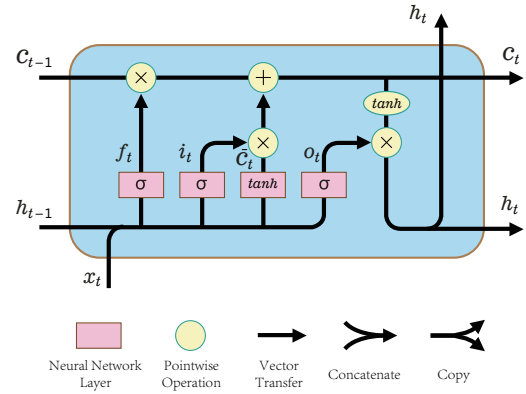 h_t
c_{t-1}
×
+
c_t
tanh
f_t
i_t
×
c̄_t
o_t
×
σ
σ
tanh
σ
h_{t-1}
h_t
x_t
Neural Network
Layer
Pointwise
Operation
Vector
Transfer
Concatenate
Copy